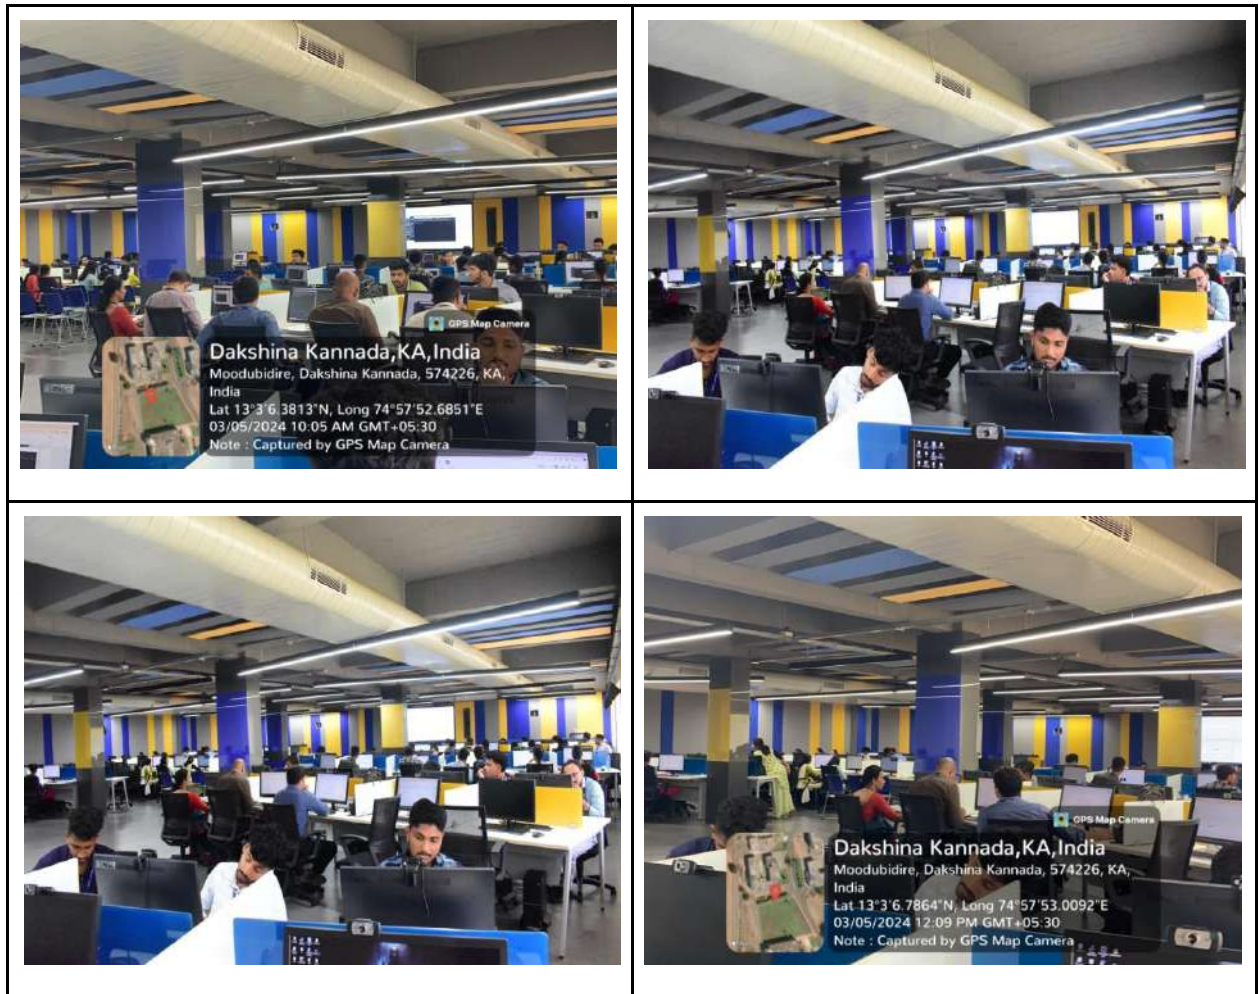 GPS Map Camera
Dakshina Kannada,KA,India
Moodubidire, Dakshina Kannada, 574226, KA,
India
Lat 13°3'6.3813"N, Long 74°57'52.6851"E
03/05/2024 10:05 AM GMT+05:30
Note : Captured by GPS Map Camera
GPS Map Camera
Dakshina Kannada,KA,India
Moodubidire, Dakshina Kannada, 574226, KA,
India
Lat 13°3'6.7864"N, Long 74°57'53.0092"E
03/05/2024 12:09 PM GMT+05:30
Note : Captured by GPS Map Camera